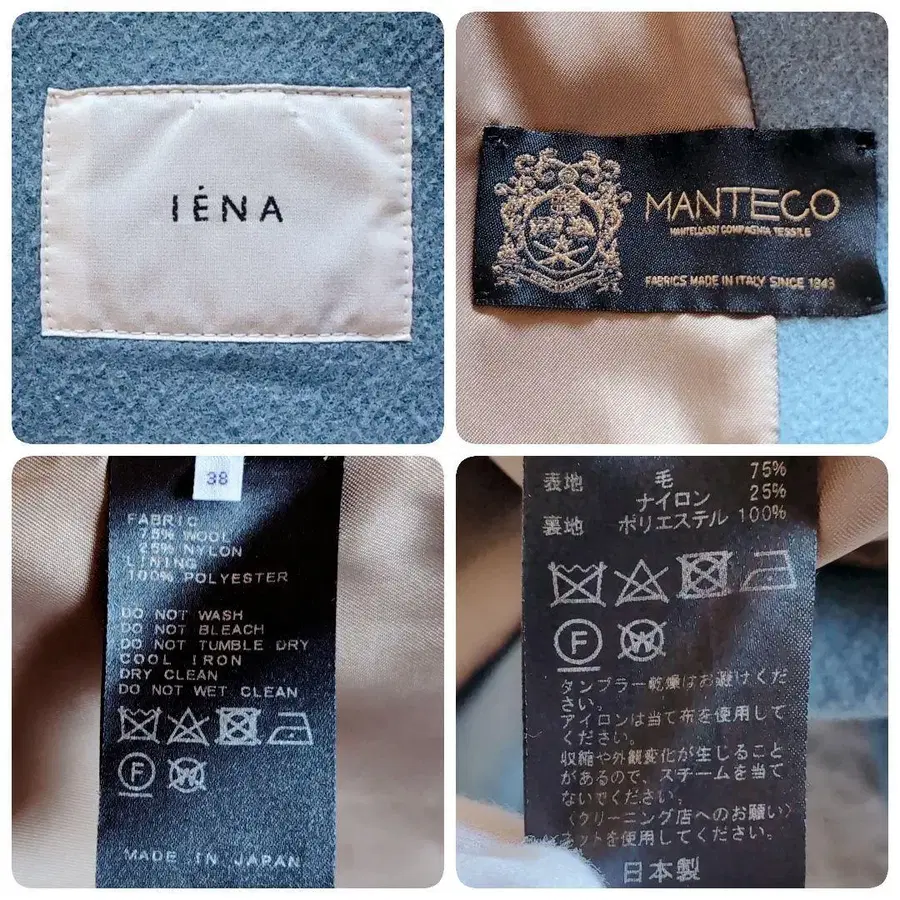 IÉNA
MANTECO
MANTELLASSI COMPAGNIA TESSILE
FABRICS MADE IN ITALY SINCE 1943
38
FABRIC
75% WOOL
25% NYLON
LINING
100% POLYESTER
DO NOT WASH
DO NOT BLEACH
DO NOT TUMBLE DRY
COOL IRON
DRY CLEAN
DO NOT WET CLEAN
F
W
MADE IN JAPAN
表地 毛 75%
ナイロン 25%
裏地 ポリエステル 100%
F
W
タンブラー乾燥はお避けくだ
さい。
アイロンは当て布を使用して
ください。
収縮や外観変化が生じること
があるので、スチームを当て
ないでください。
〈クリーニング店へのお願い〉
ネットを使用してください。
日本製